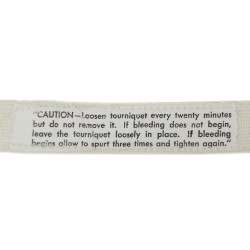 "CAUTION—Loosen tourniquet every twenty minutes
but do not remove it. If bleeding does not begin,
leave the tourniquet loosely in place. If bleeding
begins allow to spurt three times and tighten again."